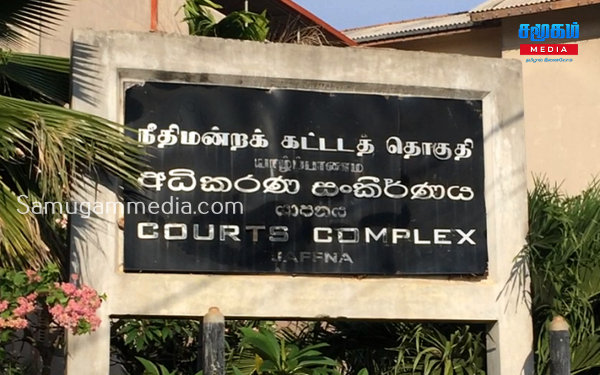 சமூகம்
MEDIA
நீதிமன்றக் கட்டடத் தொகுதி
யாழ்ப்பாணம்
අධිකරණ සංකීර්ණය
Samugammedia.com
යාපනය
COURTS COMPLEX
JAFFNA